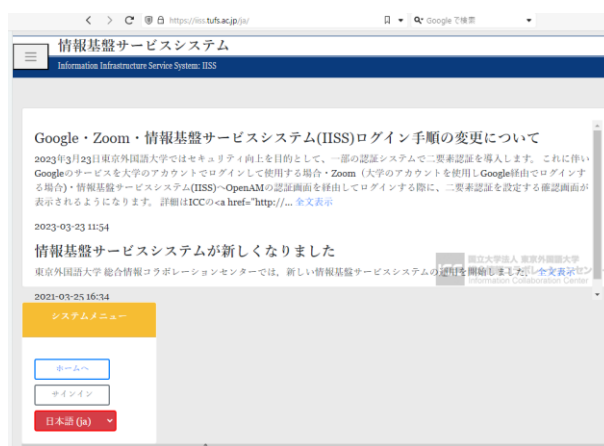 https://iiss.tufs.ac.jp/ja/
Google で検索
情報基盤サービスシステム
Information Infrastructure Service System: IISS
Google・Zoom・情報基盤サービスシステム(IISS)ログイン手順の変更について
2023年3月23日東京外国語大学ではセキュリティ向上を目的として、一部の認証システムで二要素認証を導入します。 これに伴い
Googleのサービスを大学のアカウントでログインして使用する場合・Zoom（大学のアカウントを使用しGoogle経由でログインす
る場合)・情報基盤サービスシステム(IISS)へOpenAMの認証画面を経由してログインする際に、二要素認証を設定する確認画面が
表示されるようになります。 詳細はICCの<a href="http://... 全文表示
2023-03-23 11:54
情報基盤サービスシステムが新しくなりました
東京外国語大学 総合情報コラボレーションセンターでは、新しい情報基盤サービスシステムの運用を開始しました。 全文表示
国立大学法人 東京外国語大学
総合情報コラボレーションセン
Information Collaboration Center
2021-03-25 16:34
システムメニュー
ホームへ
サインイン
日本語 (ja)